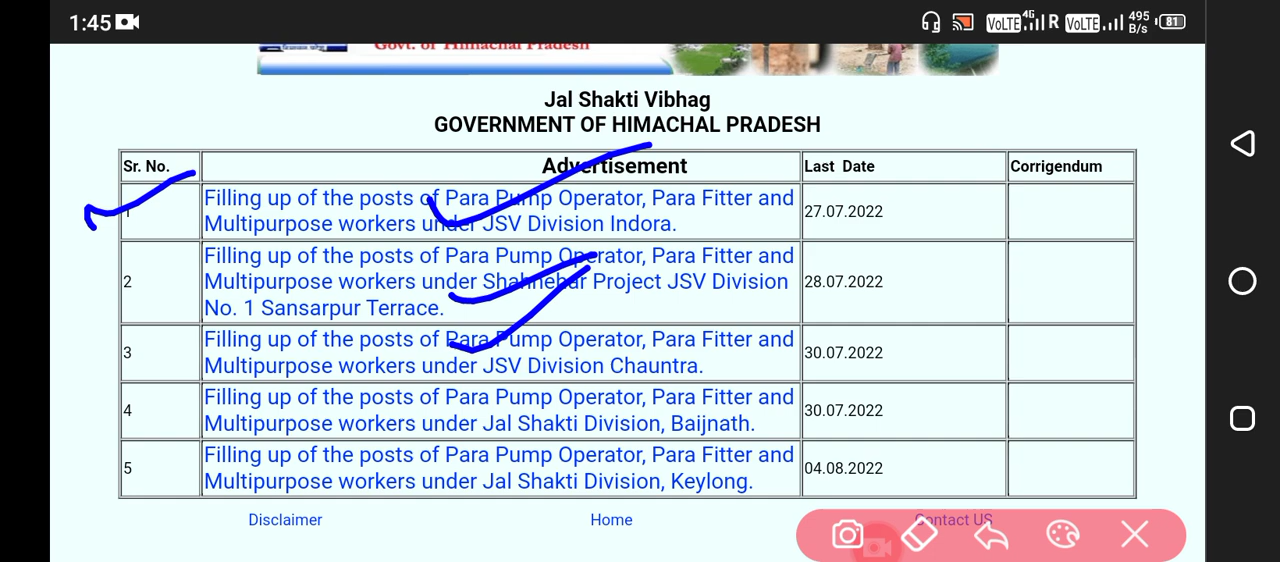 1:45
VoLTE 4G R VoLTE 495 B/s 81
Govt. of Himachal Pradesh
Jal Shakti Vibhag
GOVERNMENT OF HIMACHAL PRADESH
Sr. No. Advertisement Last Date Corrigendum
1 Filling up of the posts of Para Pump Operator, Para Fitter and
Multipurpose workers under JSV Division Indora. 27.07.2022
Filling up of the posts of Para Pump Operator, Para Fitter and
2 Multipurpose workers under Shahnehar Project JSV Division 28.07.2022
No. 1 Sansarpur Terrace.
3 Filling up of the posts of Para Pump Operator, Para Fitter and
Multipurpose workers under JSV Division Chauntra. 30.07.2022
4 Filling up of the posts of Para Pump Operator, Para Fitter and
Multipurpose workers under Jal Shakti Division, Baijnath. 30.07.2022
5 Filling up of the posts of Para Pump Operator, Para Fitter and
Multipurpose workers under Jal Shakti Division, Keylong. 04.08.2022
Disclaimer Home Contact US